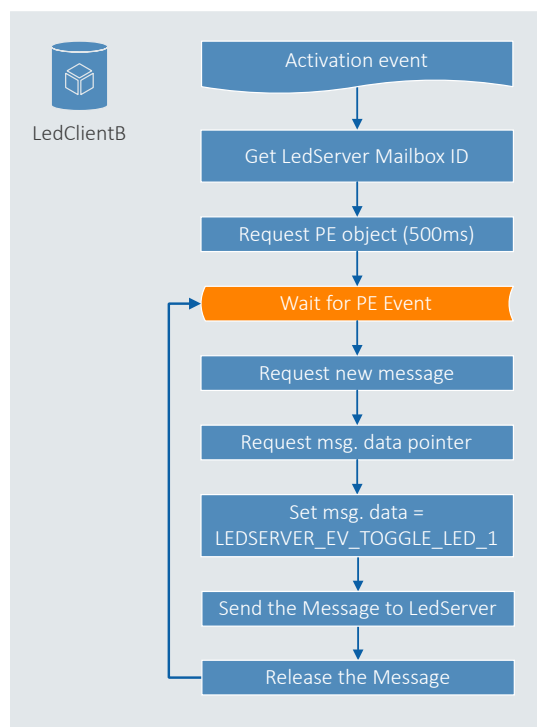 Activation event
LedClientB
Get LedServer Mailbox ID
Request PE object (500ms)
Wait for PE Event
Request new message
Request msg. data pointer
Set msg. data =
LEDSERVER_EV_TOGGLE_LED_1
Send the Message to LedServer
Release the Message